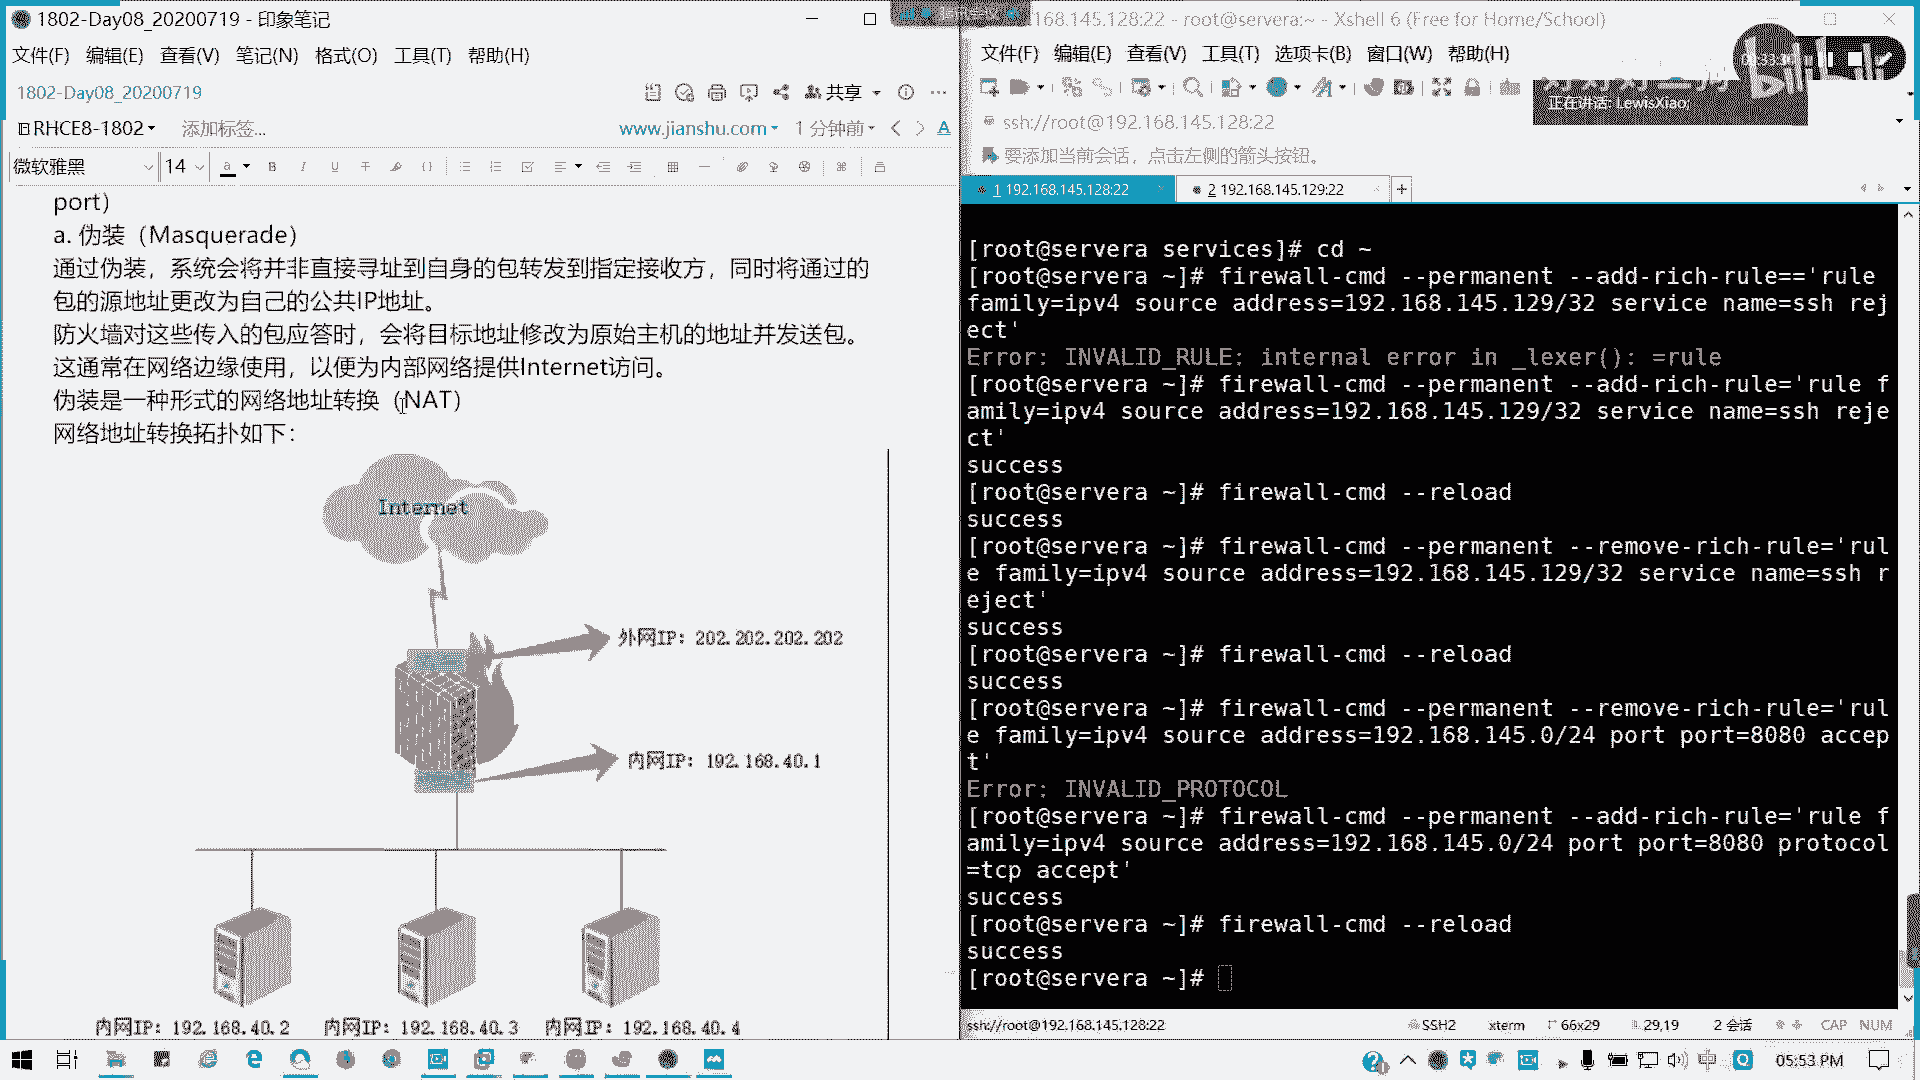 1802-Day08_20200719 - 印象笔记
文件(F) 编辑(E) 查看(V) 笔记(N) 格式(O) 工具(T) 帮助(H)
1802-Day08_20200719
共享
RHCE8-1802
添加标签...
www.jianshu.com
1 分钟前
微软雅黑
14
port）
a. 伪装（Masquerade）
通过伪装，系统会将并非直接寻址到自身的包转发到指定接收方，同时将通过的
包的源地址更改为自己的公共IP地址。
防火墙对这些传入的包应答时，会将目标地址修改为原始主机的地址并发送包。
这通常在网络边缘使用，以便为内部网络提供Internet访问。
伪装是一种形式的网络地址转换（NAT）
网络地址转换拓扑如下：
Internet
外网IP：202.202.202.202
内网IP：192.168.40.1
内网IP：192.168.40.2
内网IP：192.168.40.3
内网IP：192.168.40.4
168.145.128:22 - root@servera:~ - Xshell 6 (Free for Home/School)
文件(F) 编辑(E) 查看(V) 工具(T) 选项卡(B) 窗口(W) 帮助(H)
正在讲话: LewisXiao;
ssh://root@192.168.145.128:22
要添加当前会话，点击左侧的箭头按钮。
1 192.168.145.128:22
2 192.168.145.129:22
[root@servera services]# cd ~
[root@servera ~]# firewall-cmd --permanent --add-rich-rule=='rule
family=ipv4 source address=192.168.145.129/32 service name=ssh rej
ect'
Error: INVALID_RULE: internal error in _lexer(): =rule
[root@servera ~]# firewall-cmd --permanent --add-rich-rule='rule f
amily=ipv4 source address=192.168.145.129/32 service name=ssh reje
ct'
success
[root@servera ~]# firewall-cmd --reload
success
[root@servera ~]# firewall-cmd --permanent --remove-rich-rule='rul
e family=ipv4 source address=192.168.145.129/32 service name=ssh r
eject'
success
[root@servera ~]# firewall-cmd --reload
success
[root@servera ~]# firewall-cmd --permanent --remove-rich-rule='rul
e family=ipv4 source address=192.168.145.0/24 port port=8080 accep
t'
Error: INVALID_PROTOCOL
[root@servera ~]# firewall-cmd --permanent --add-rich-rule='rule f
amily=ipv4 source address=192.168.145.0/24 port port=8080 protocol
=tcp accept'
success
[root@servera ~]# firewall-cmd --reload
success
[root@servera ~]#
ssh://root@192.168.145.128:22
SSH2
xterm
66x29
29,19
2 会话
CAP
NUM
中
05:53 PM